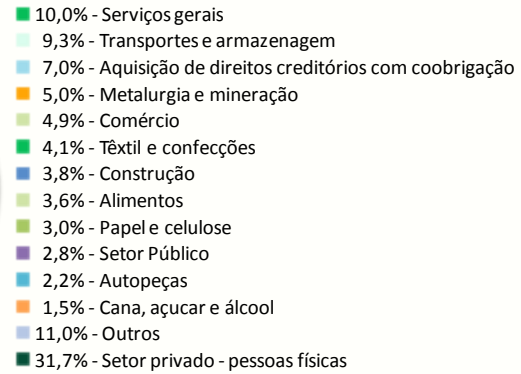 10,0% - Serviços gerais
9,3% - Transportes e armazenagem
7,0% - Aquisição de direitos creditórios com coobrigação
5,0% - Metalurgia e mineração
4,9% - Comércio
4,1% - Têxtil e confecções
3,8% - Construção
3,6% - Alimentos
3,0% - Papel e celulose
2,8% - Setor Público
2,2% - Autopeças
1,5% - Cana, açucar e álcool
11,0% - Outros
31,7% - Setor privado - pessoas físicas